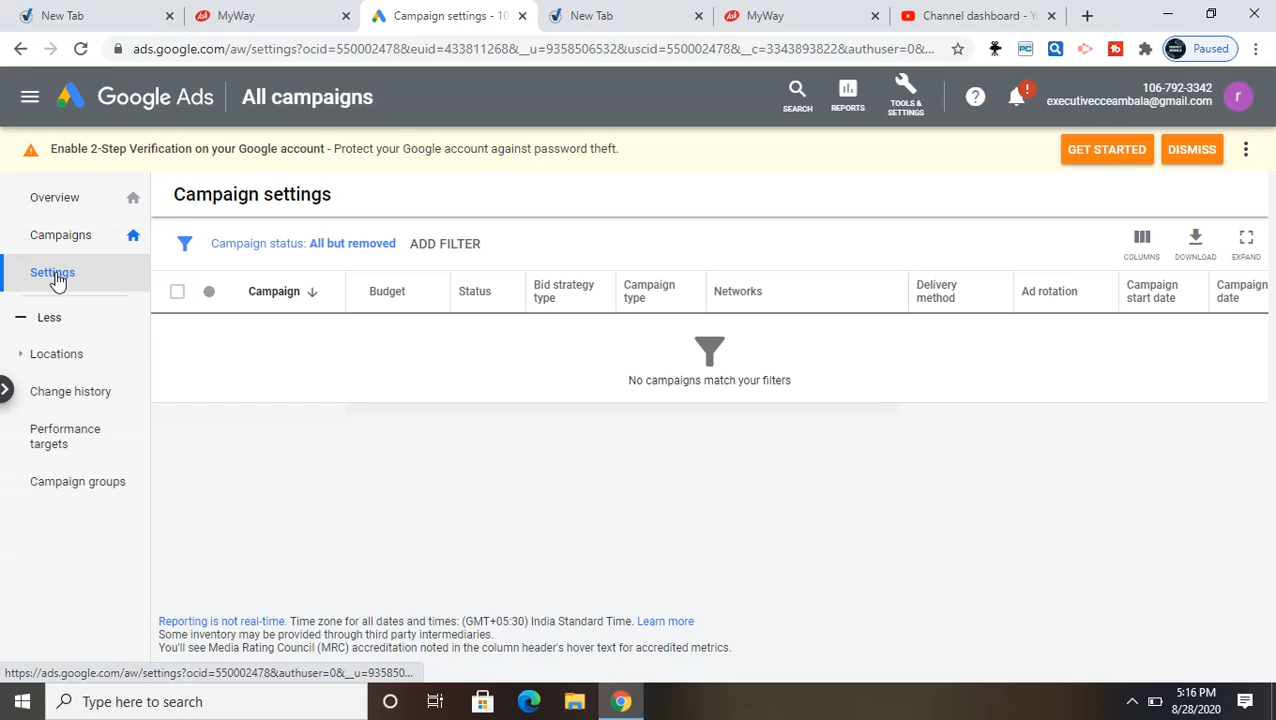 New Tab
MyWay
Campaign settings - 10
New Tab
MyWay
Channel dashboard - Y
ads.google.com/aw/settings?ocid=550002478&euid=433011268&__u=9358506532&uscid=550002478&__c=3343893822&authuser=0&...
Paused
Google Ads
All campaigns
SEARCH
REPORTS
TOOLS & SETTINGS
106-792-3342
executivecceambala@gmail.com
r
Enable 2-Step Verification on your Google account - Protect your Google account against password theft.
GET STARTED
DISMISS
Overview
Campaigns
Settings
Less
Locations
Change history
Performance
targets
Campaign groups
Campaign settings
Campaign status: All but removed
ADD FILTER
COLUMNS
DOWNLOAD
EXPAND
Campaign
Budget
Status
Bid strategy
type
Campaign
type
Networks
Delivery
method
Ad rotation
Campaign
start date
Campaign
date
No campaigns match your filters
Reporting is not real-time. Time zone for all dates and times: (GMT+05:30) India Standard Time. Learn more
Some inventory may be provided through third party intermediaries.
You'll see Media Rating Council (MRC) accreditation noted in the column header's hover text for accredited metrics.
https://ads.google.com/aw/settings?ocid=550002478&authuser=0&__u=935850...
Type here to search
5:16 PM
8/28/2020